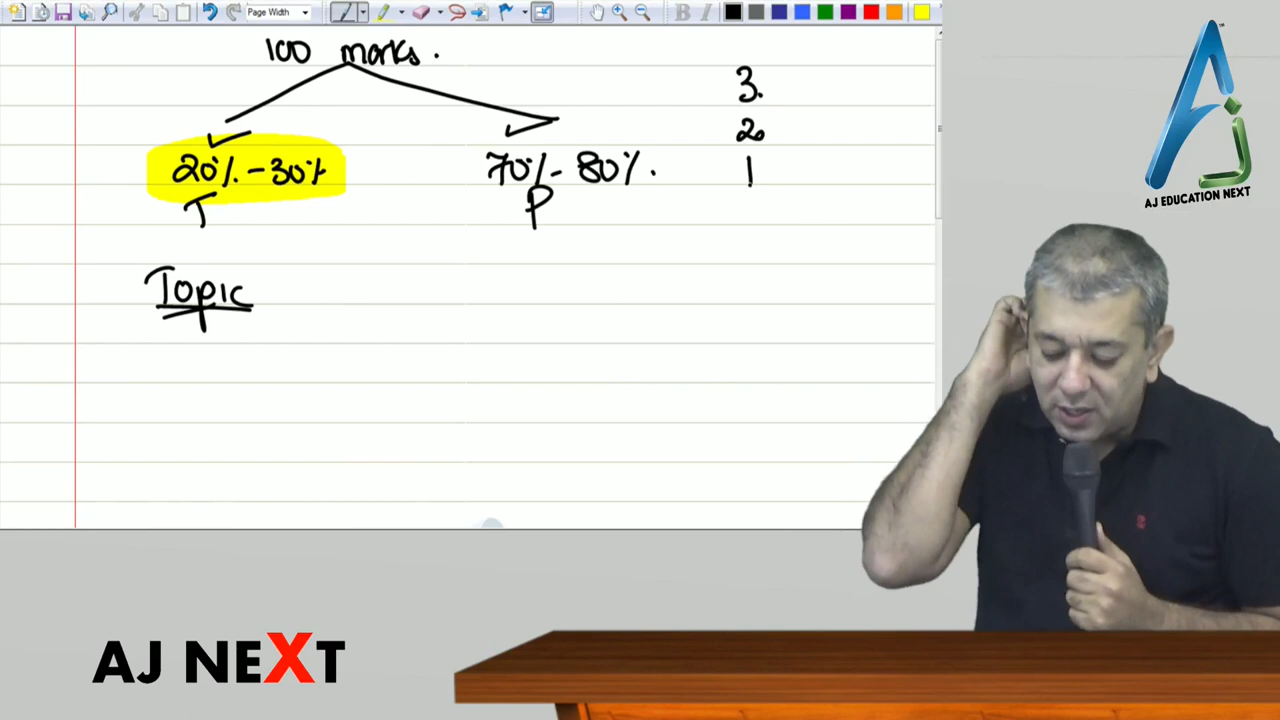 Page Width
B I
100 marks.
3.
2
1
20% - 30%
70% - 80%.
T
P
Topic
AJ EDUCATION NEXT
AJ NEXT